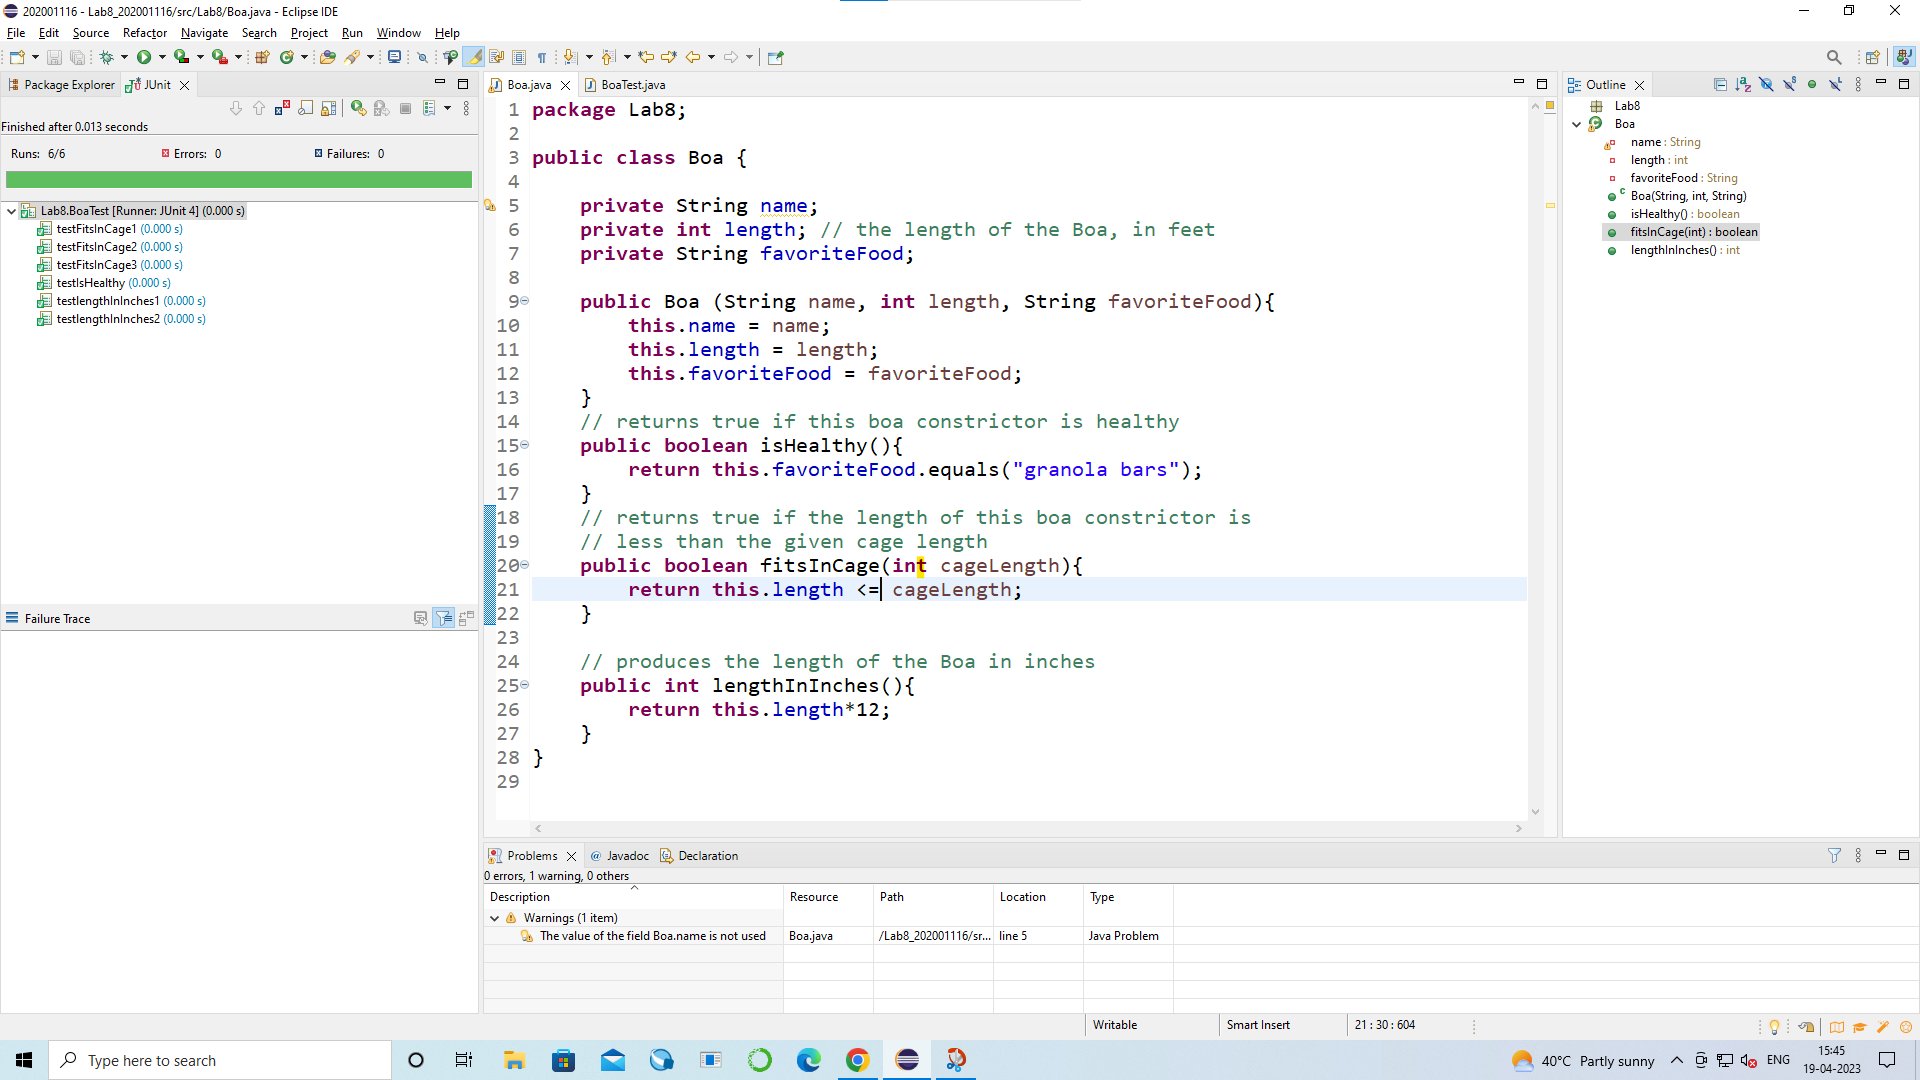 202001116 - Lab8_202001116/src/Lab8/Boa.java - Eclipse IDE
File Edit Source Refactor Navigate Search Project Run Window Help
Package Explorer JUnit
Finished after 0.013 seconds
Runs: 6/6 Errors: 0 Failures: 0
Lab8.BoaTest [Runner: JUnit 4] (0.000 s)
testFitsInCage1 (0.000 s)
testFitsInCage2 (0.000 s)
testFitsInCage3 (0.000 s)
testIsHealthy (0.000 s)
testlengthInInches1 (0.000 s)
testlengthInInches2 (0.000 s)
Failure Trace
Boa.java BoaTest.java
1 package Lab8;
2
3 public class Boa {
4
5 private String name;
6 private int length; // the length of the Boa, in feet
7 private String favoriteFood;
8
9 public Boa (String name, int length, String favoriteFood){
10 this.name = name;
11 this.length = length;
12 this.favoriteFood = favoriteFood;
13 }
14 // returns true if this boa constrictor is healthy
15 public boolean isHealthy(){
16 return this.favoriteFood.equals("granola bars");
17 }
18 // returns true if the length of this boa constrictor is
19 // less than the given cage length
20 public boolean fitsInCage(int cageLength){
21 return this.length <= cageLength;
22 }
23
24 // produces the length of the Boa in inches
25 public int lengthInInches(){
26 return this.length*12;
27 }
28 }
29
Outline
Lab8
Boa
name : String
length : int
favoriteFood : String
Boa(String, int, String)
isHealthy() : boolean
fitsInCage(int) : boolean
lengthInInches() : int
Problems Javadoc Declaration
0 errors, 1 warning, 0 others
Description Resource Path Location Type
Warnings (1 item)
The value of the field Boa.name is not used Boa.java /Lab8_202001116/sr... line 5 Java Problem
Writable Smart Insert 21 : 30 : 604
Type here to search
40°C Partly sunny ENG
15:45
19-04-2023